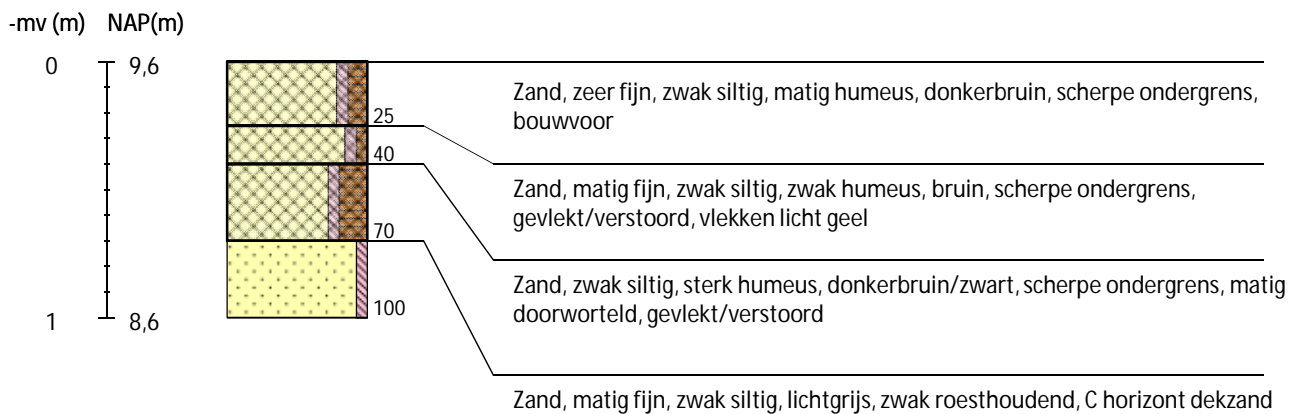 -mv (m) NAP(m)
0 9,6
Zand, zeer fijn, zwak siltig, matig humeus, donkerbruin, scherpe ondergrens,
bouwvoor
25
40
Zand, matig fijn, zwak siltig, zwak humeus, bruin, scherpe ondergrens,
gevlekt/verstoord, vlekken licht geel
70
Zand, zwak siltig, sterk humeus, donkerbruin/zwart, scherpe ondergrens, matig
doorworteld, gevlekt/verstoord
100
1 8,6
Zand, matig fijn, zwak siltig, lichtgrijs, zwak roesthoudend, C horizont dekzand